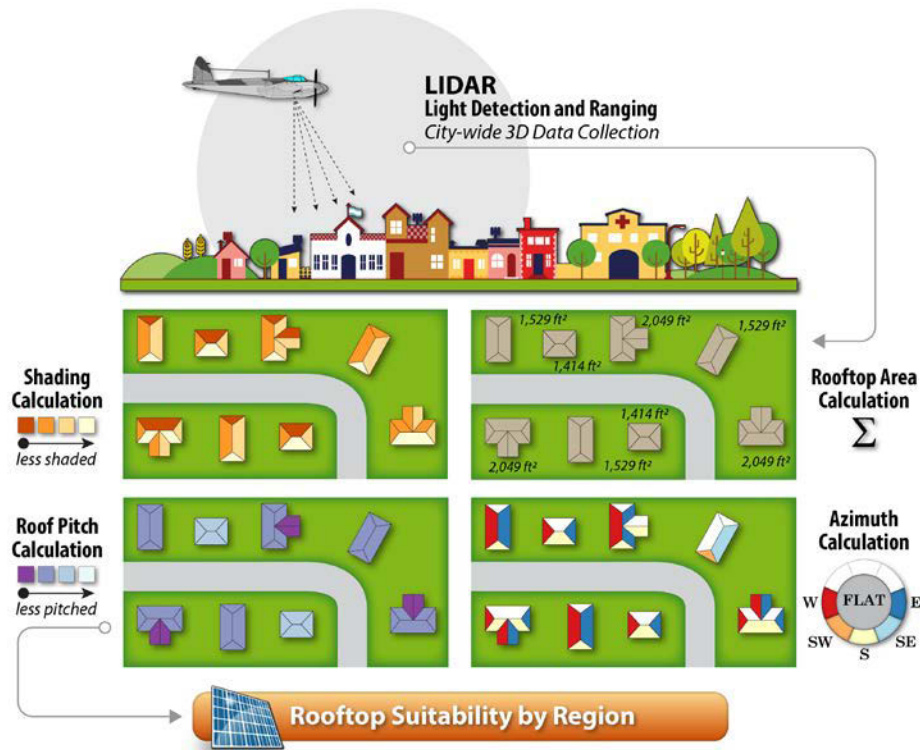 LIDAR
Light Detection and Ranging
City-wide 3D Data Collection
Shading
Calculation
less shaded
1,529 ft²
2,049 ft²
1,529 ft²
1,414 ft²
1,414 ft²
2,049 ft²
1,529 ft²
2,049 ft²
Rooftop Area
Calculation
Σ
Roof Pitch
Calculation
less pitched
Azimuth
Calculation
W
FLAT
E
SW
SE
S
Rooftop Suitability by Region